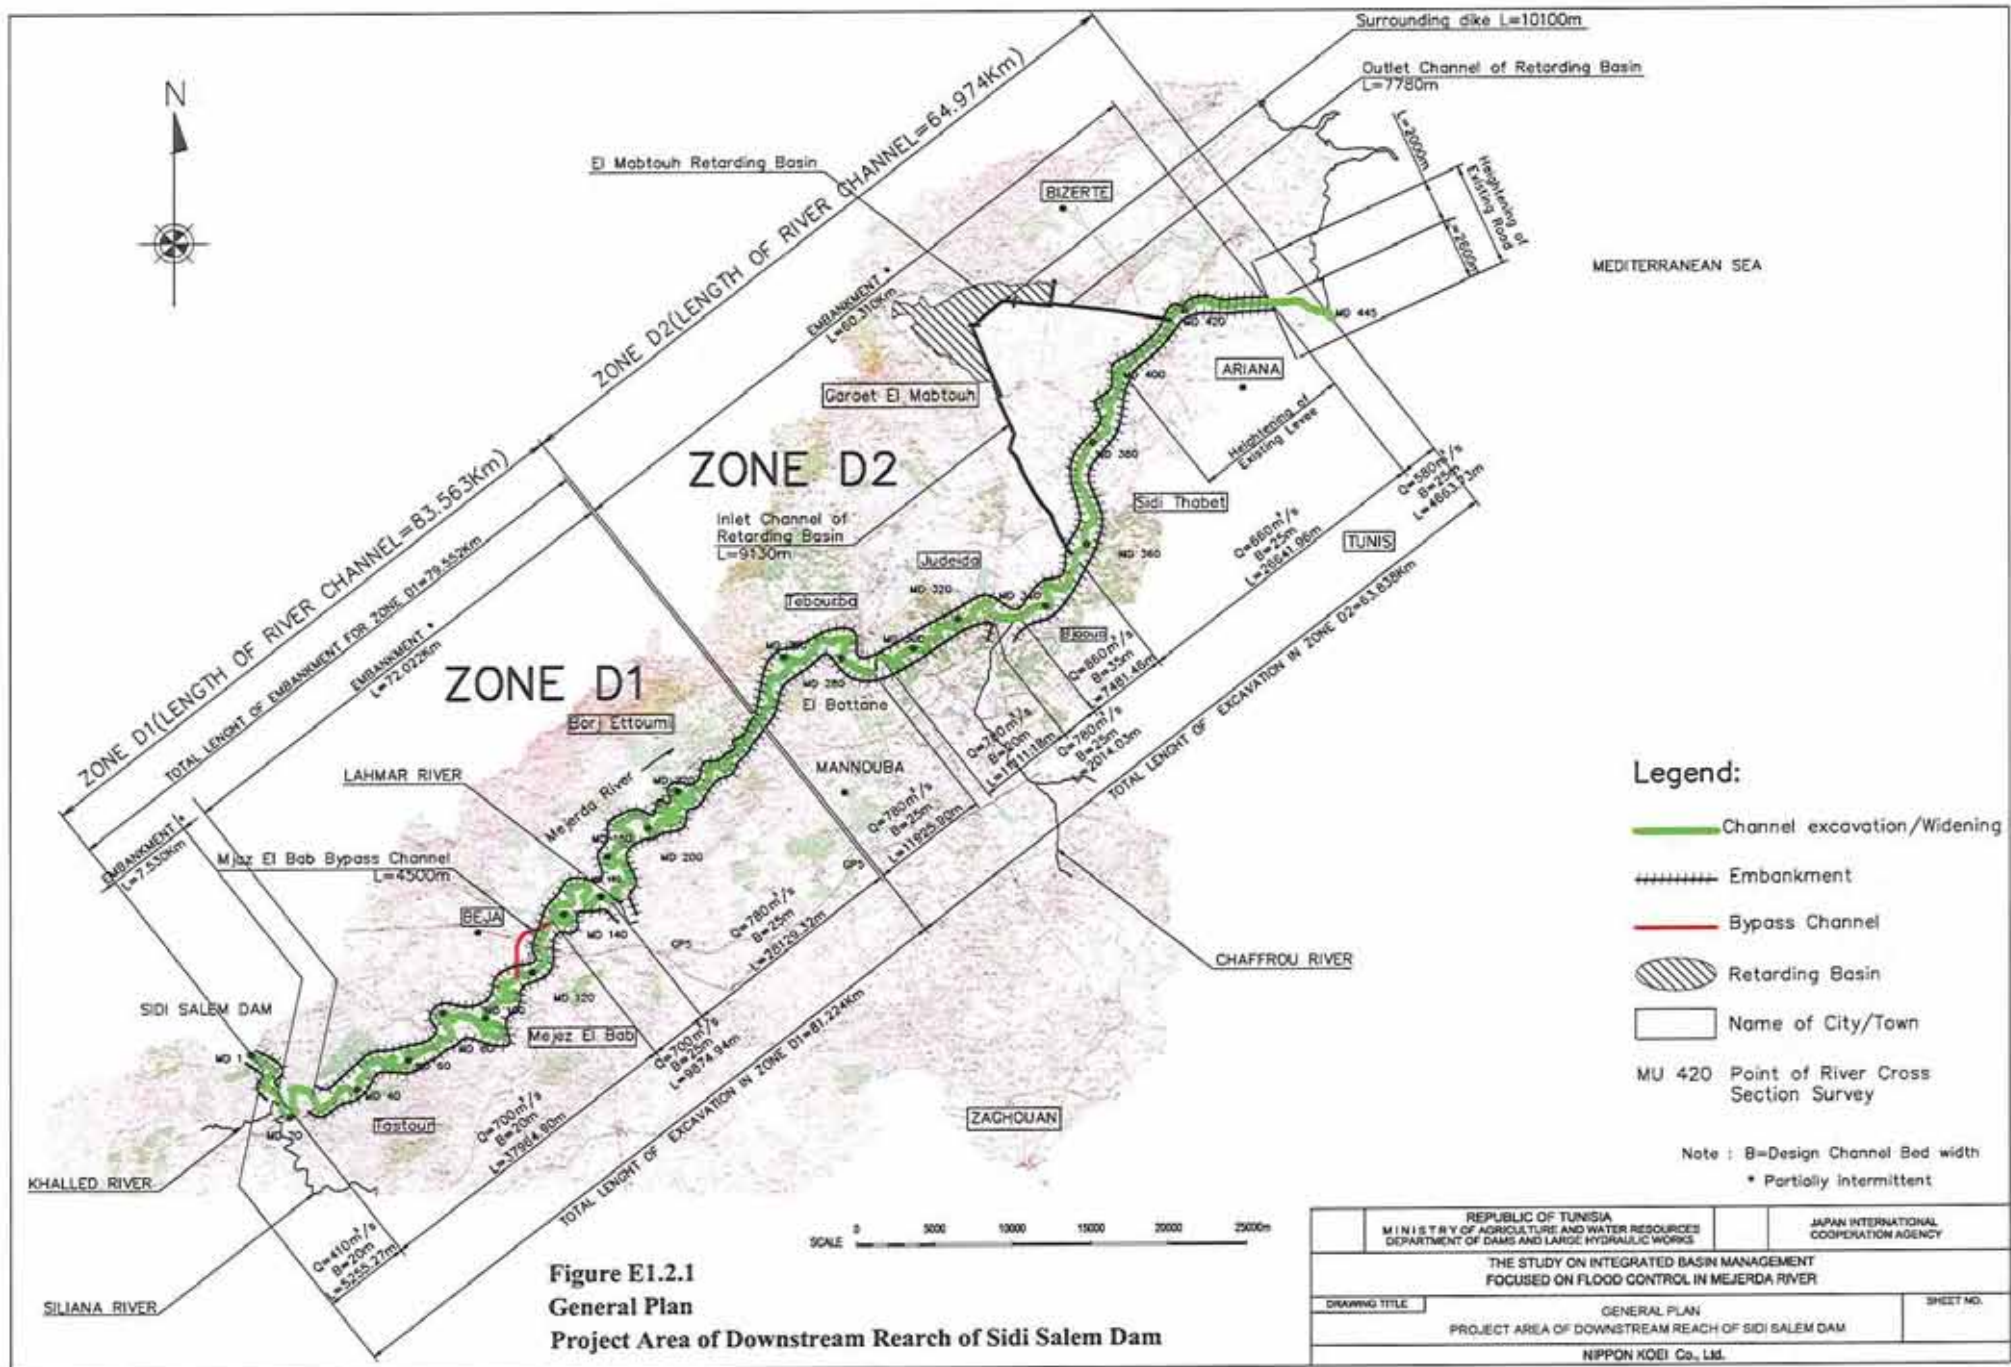 Surrounding dike L=10100m
Outlet Channel of Retarding Basin
L=7780m
N
ZONE D2(LENGTH OF RIVER CHANNEL=64.974Km)
El Mabtouh Retarding Basin
BIZERTE
L=2000m
Heightening of
Existing Road
L=2600m
MEDITERRANEAN SEA
EMBANKMENT *
L=60.310Km
MD 445
MD 420
MD 400
ARIANA
Garaet El Mabtouh
Heightening of
Existing Levee
ZONE D2
MD 380
Q=580m³/s
B=25m
L=4663.73m
Sidi Thabet
Inlet Channel of
Retarding Basin
L=9130m
Q=660m³/s
B=25m
L=26641.96m
TUNIS
MD 360
Judeida
MD 320
MD 340
Tebourba
ZONE D1(LENGTH OF RIVER CHANNEL=83.563Km)
TOTAL LENGHT OF EMBANKMENT FOR ZONE D1=79.552Km
EMBANKMENT *
L=72.022Km
ZONE D1
Borj Ettoumi
MD 280
El Battane
Q=860m³/s
B=35m
L=7481.46m
Q=780m³/s
B=25m
L=2014.03m
Q=780m³/s
B=20m
TOTAL LENGHT OF EXCAVATION IN ZONE D2=63.838Km
LAHMAR RIVER
Mejerda River
MANNOUBA
Q=780m³/s
B=25m
L=11825.80m
EMBANKMENT *
L=7.530Km
Mjaz El Bab Bypass Channel
L=4500m
MD 200
GP5
BEJA
MD 140
GP5
Q=780m³/s
B=25m
L=28129.32m
CHAFFROU RIVER
SIDI SALEM DAM
MD 120
MD 100
Mejez El Bab
MD 1
MD 60
MD 40
MD 20
Tastour
Q=700m³/s
B=25m
L=9874.94m
Q=700m³/s
B=20m
L=37964.90m
TOTAL LENGHT OF EXCAVATION IN ZONE D1=81.224Km
ZAGHOUAN
KHALLED RIVER
Q=410m³/s
B=20m
L=5255.27m
SILIANA RIVER
Legend:
Channel excavation/Widening
Embankment
Bypass Channel
Retarding Basin
Name of City/Town
MU 420 Point of River Cross
Section Survey
Note : B=Design Channel Bed width
* Partially intermittent
SCALE 0 5000 10000 15000 20000 25000m
Figure E1.2.1
General Plan
Project Area of Downstream Rearch of Sidi Salem Dam
REPUBLIC OF TUNISIA
MINISTRY OF AGRICULTURE AND WATER RESOURCES
DEPARTMENT OF DAMS AND LARGE HYDRAULIC WORKS
JAPAN INTERNATIONAL
COOPERATION AGENCY
THE STUDY ON INTEGRATED BASIN MANAGEMENT
FOCUSED ON FLOOD CONTROL IN MEJERDA RIVER
DRAWING TITLE
GENERAL PLAN
PROJECT AREA OF DOWNSTREAM REACH OF SIDI SALEM DAM
SHEET NO.
NIPPON KOEI Co., Ltd.